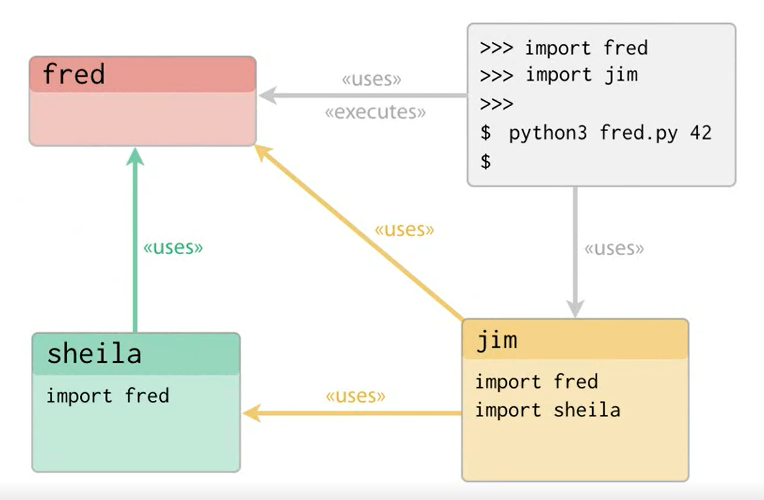 fred
«uses»
«executes»
>>> import fred
>>> import jim
>>>
$ python3 fred.py 42
$
«uses»
«uses»
«uses»
sheila
import fred
«uses»
jim
import fred
import sheila